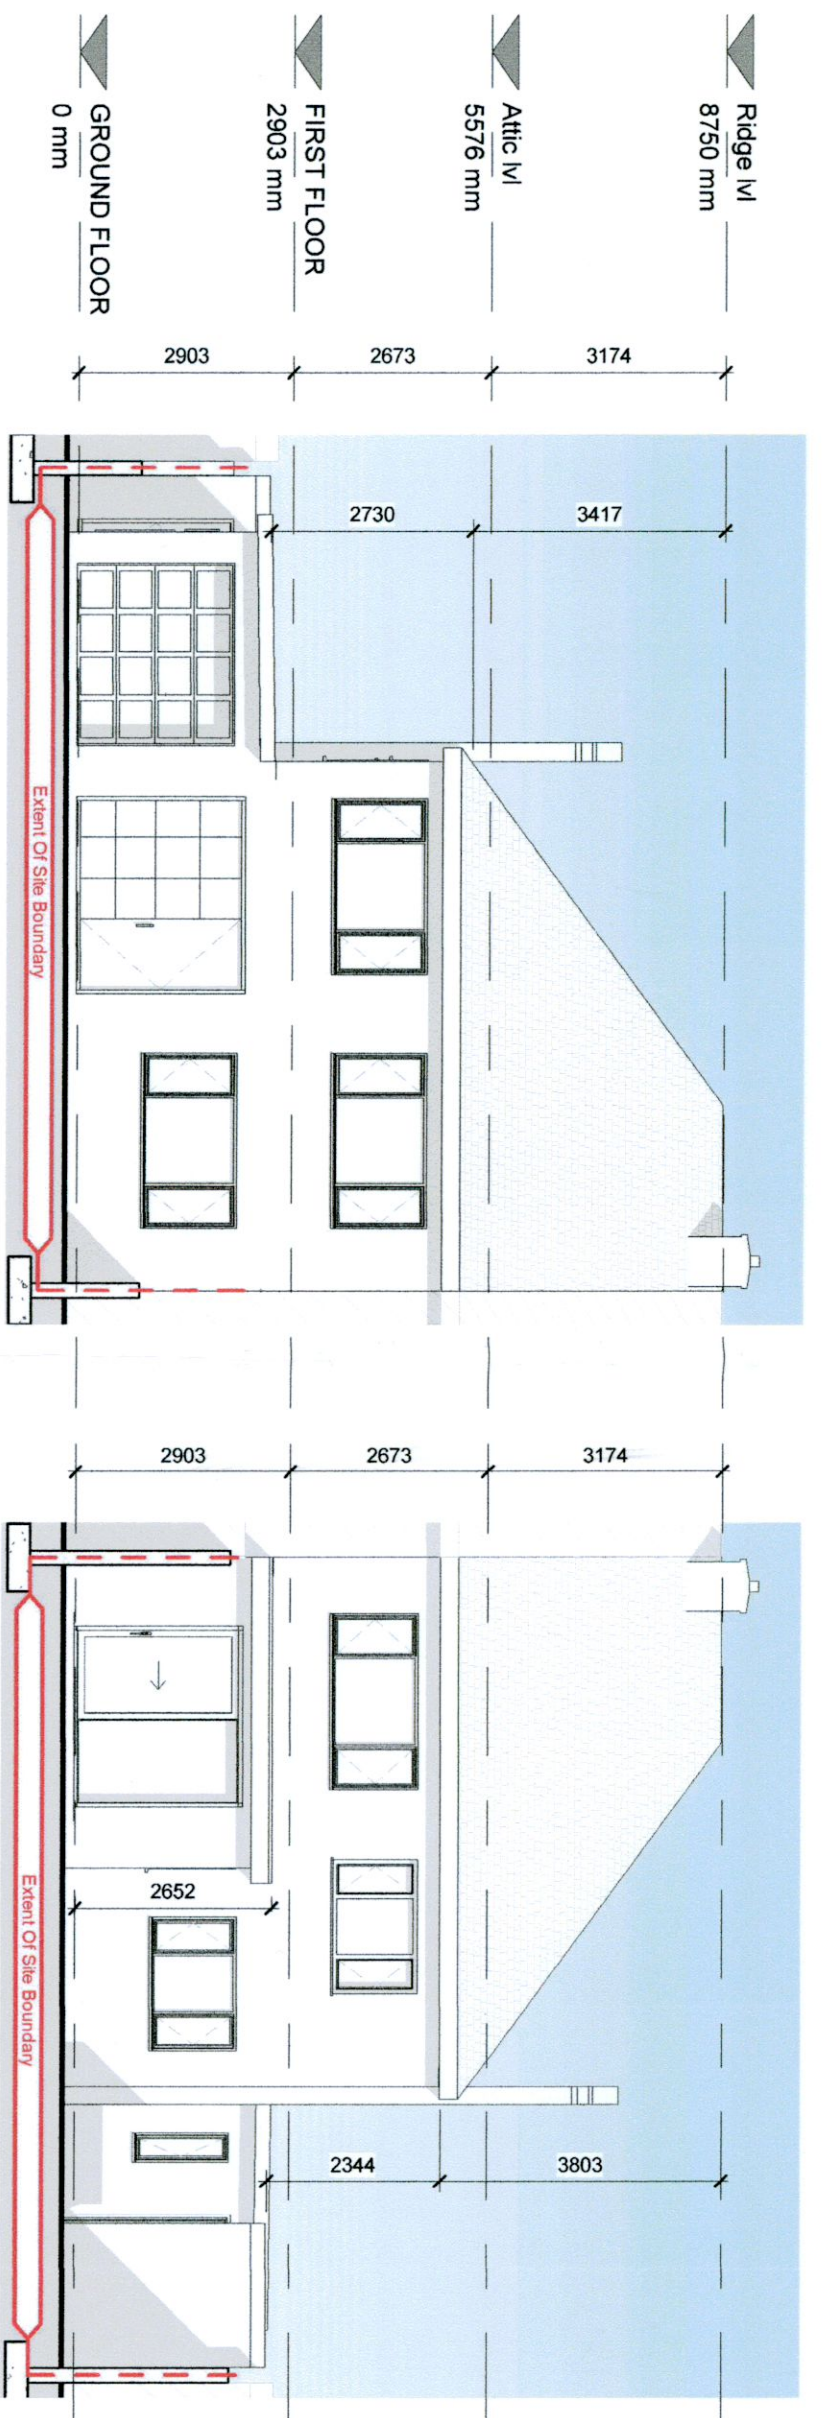 Ridge lvl
8750 mm
Attic lvl
5576 mm
FIRST FLOOR
2903 mm
GROUND FLOOR
0 mm
3174
2673
2903
3417
2730
Extent Of Site Boundary
3174
2673
2903
2652
3803
2344
Extent Of Site Boundary